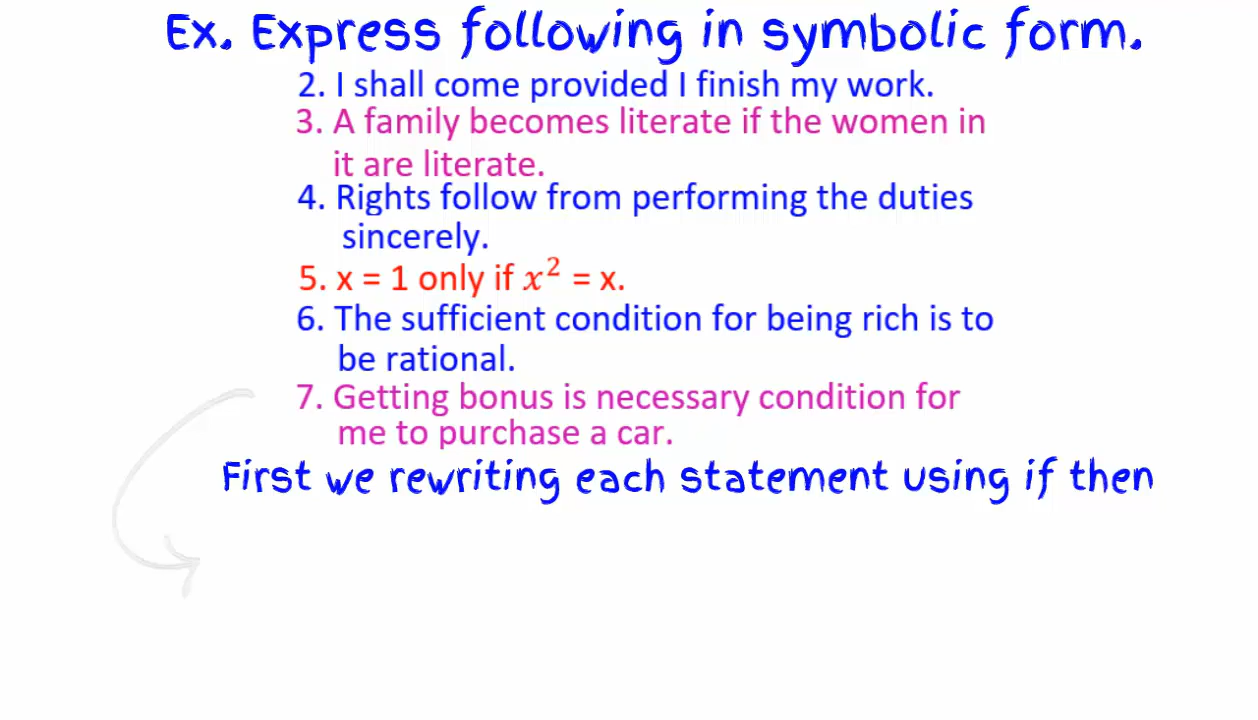 Ex. Express following in symbolic form.
2. I shall come provided I finish my work.
3. A family becomes literate if the women in
it are literate.
4. Rights follow from performing the duties
sincerely.
5. x = 1 only if x² = x.
6. The sufficient condition for being rich is to
be rational.
7. Getting bonus is necessary condition for
me to purchase a car.
First we rewriting each statement using if then